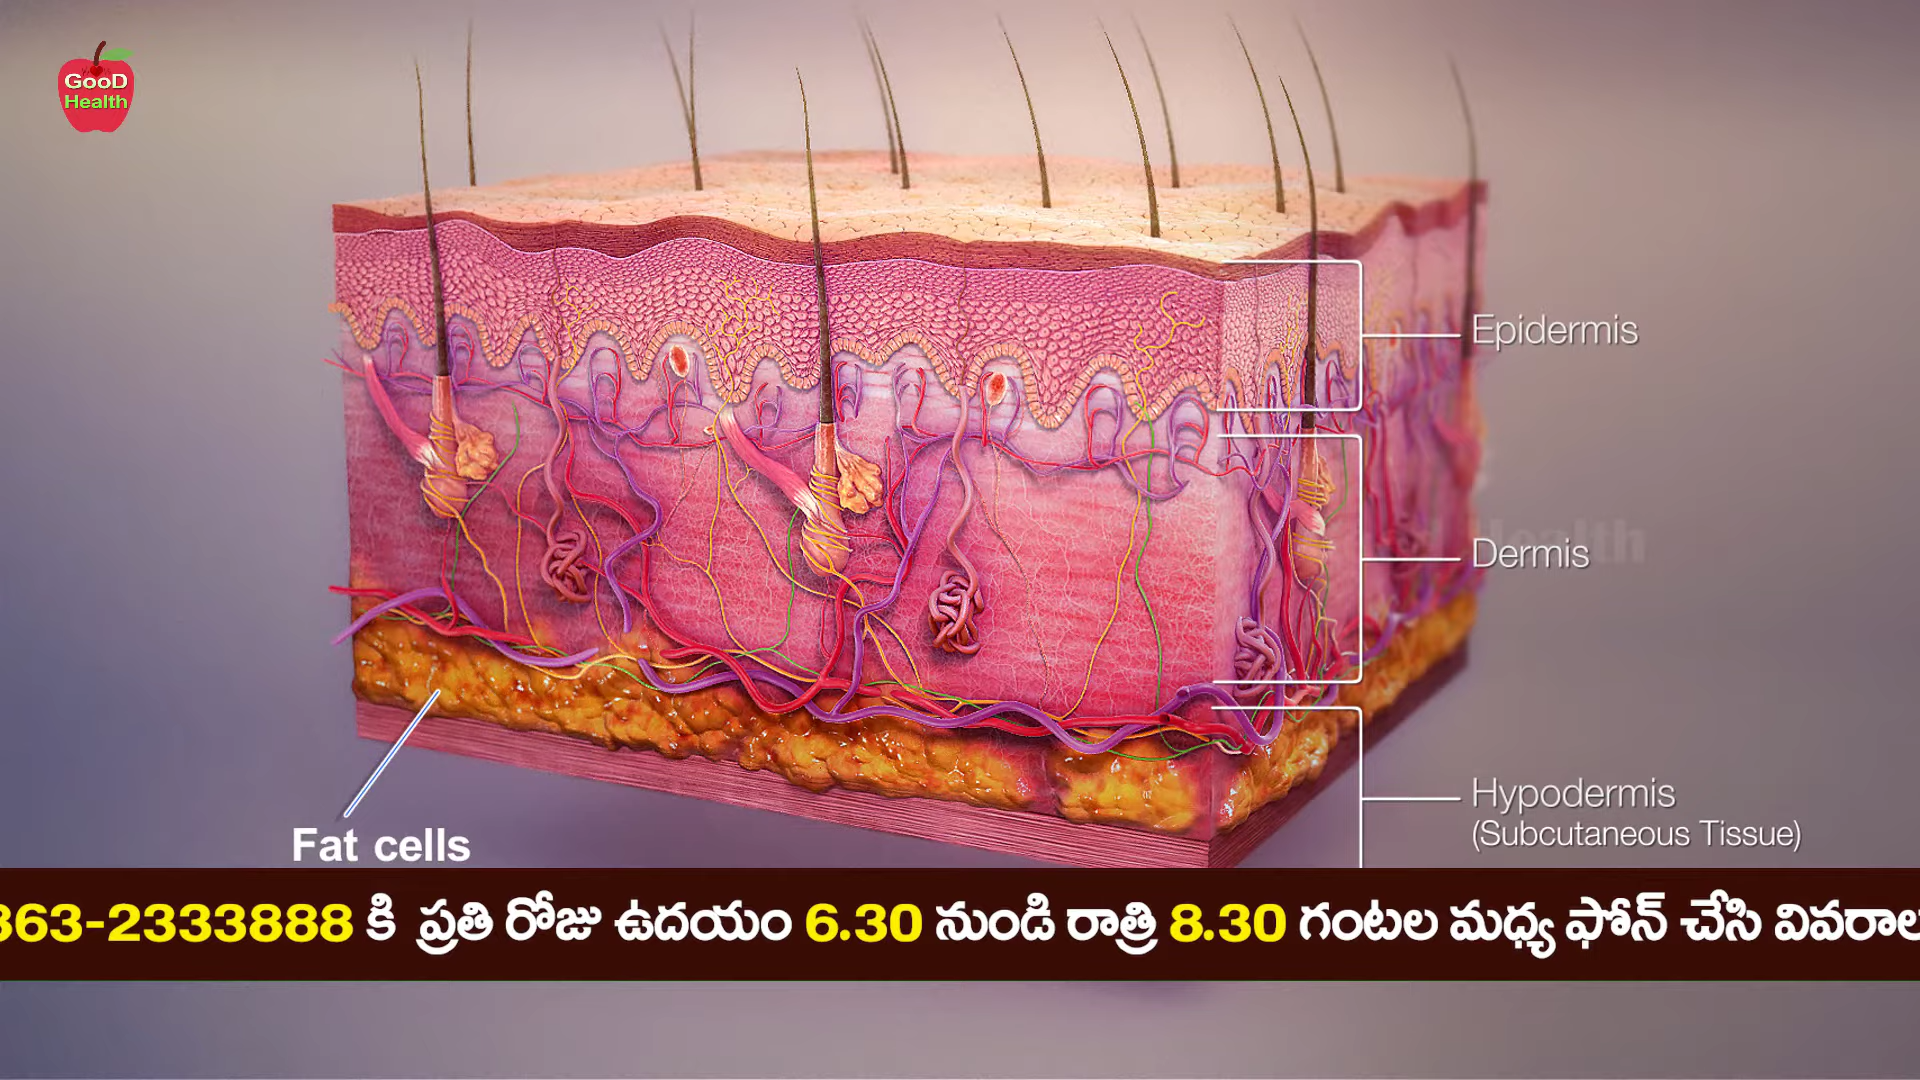 GooD
Health
Epidermis
Dermis
Hypodermis
(Subcutaneous Tissue)
Fat cells
363-2333888 కి ప్రతి రోజు ఉదయం 6.30 నుండి రాత్రి 8.30 గంటల మధ్య ఫోన్ చేసి వివరాల